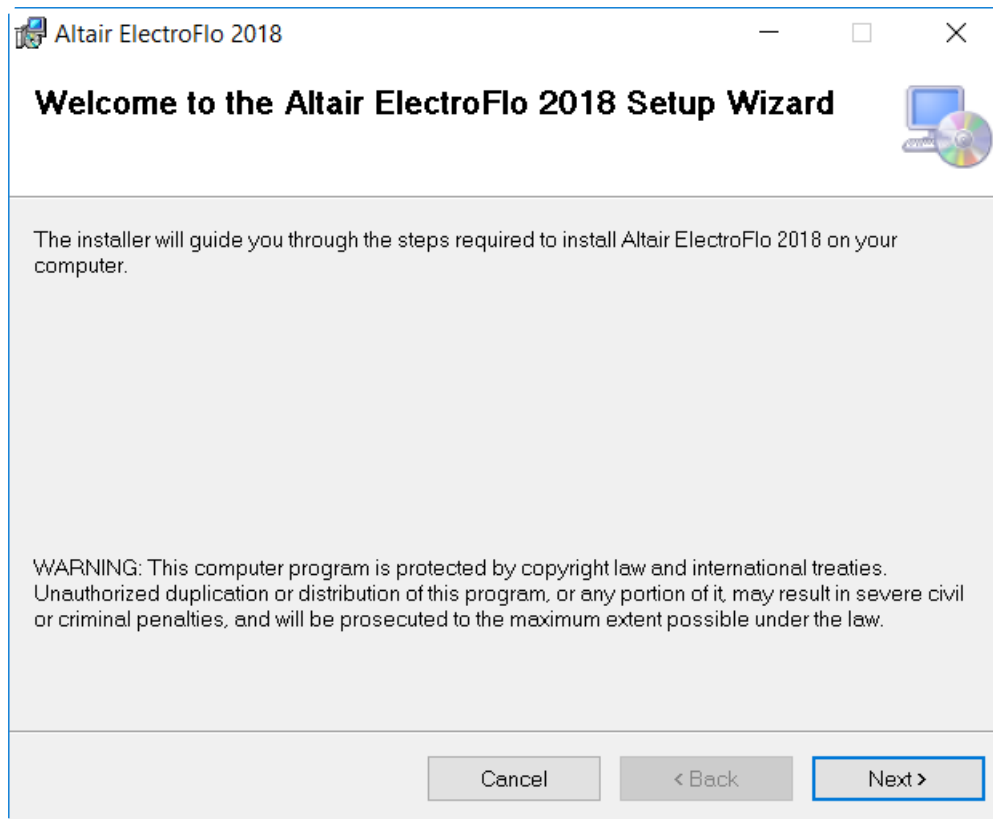 Altair ElectroFlo 2018
Welcome to the Altair ElectroFlo 2018 Setup Wizard
The installer will guide you through the steps required to install Altair ElectroFlo 2018 on your
computer.
WARNING: This computer program is protected by copyright law and international treaties.
Unauthorized duplication or distribution of this program, or any portion of it, may result in severe civil
or criminal penalties, and will be prosecuted to the maximum extent possible under the law.
Cancel < Back Next >